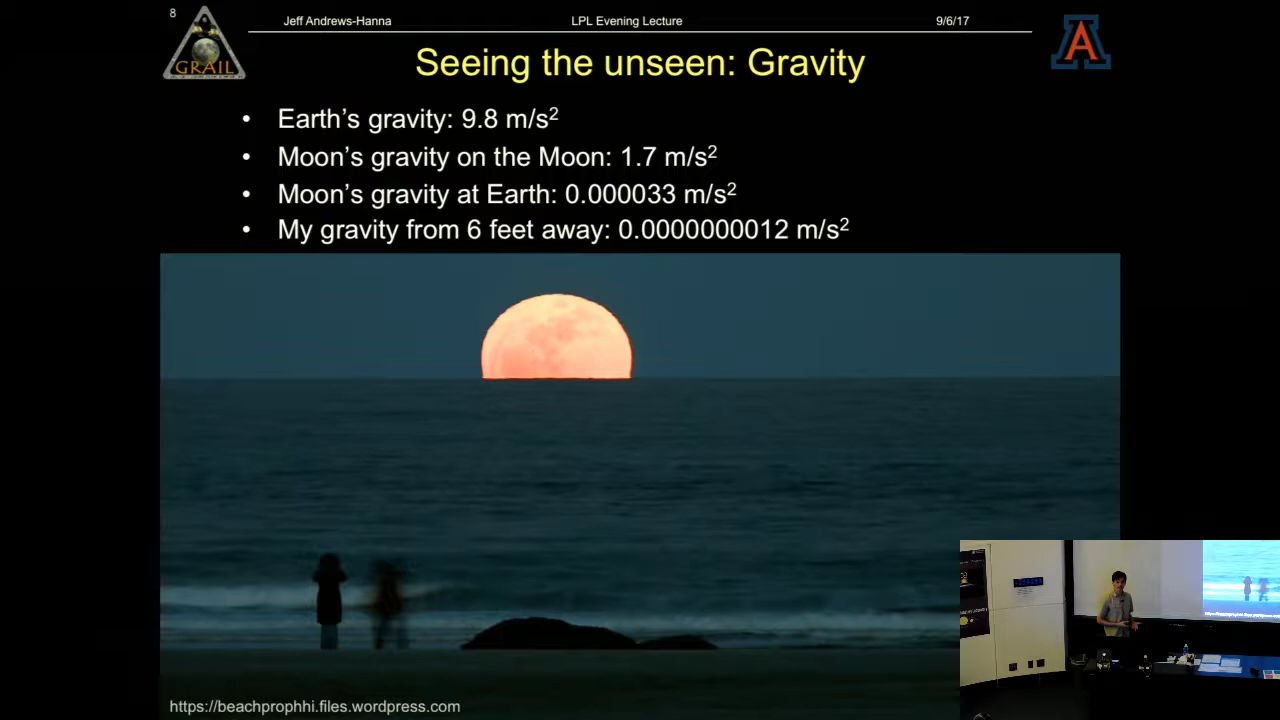 8
Jeff Andrews-Hanna LPL Evening Lecture 9/6/17
GRAIL
A
Seeing the unseen: Gravity
• Earth's gravity: 9.8 m/s²
• Moon's gravity on the Moon: 1.7 m/s²
• Moon's gravity at Earth: 0.000033 m/s²
• My gravity from 6 feet away: 0.0000000012 m/s²
https://beachprophhi.files.wordpress.com